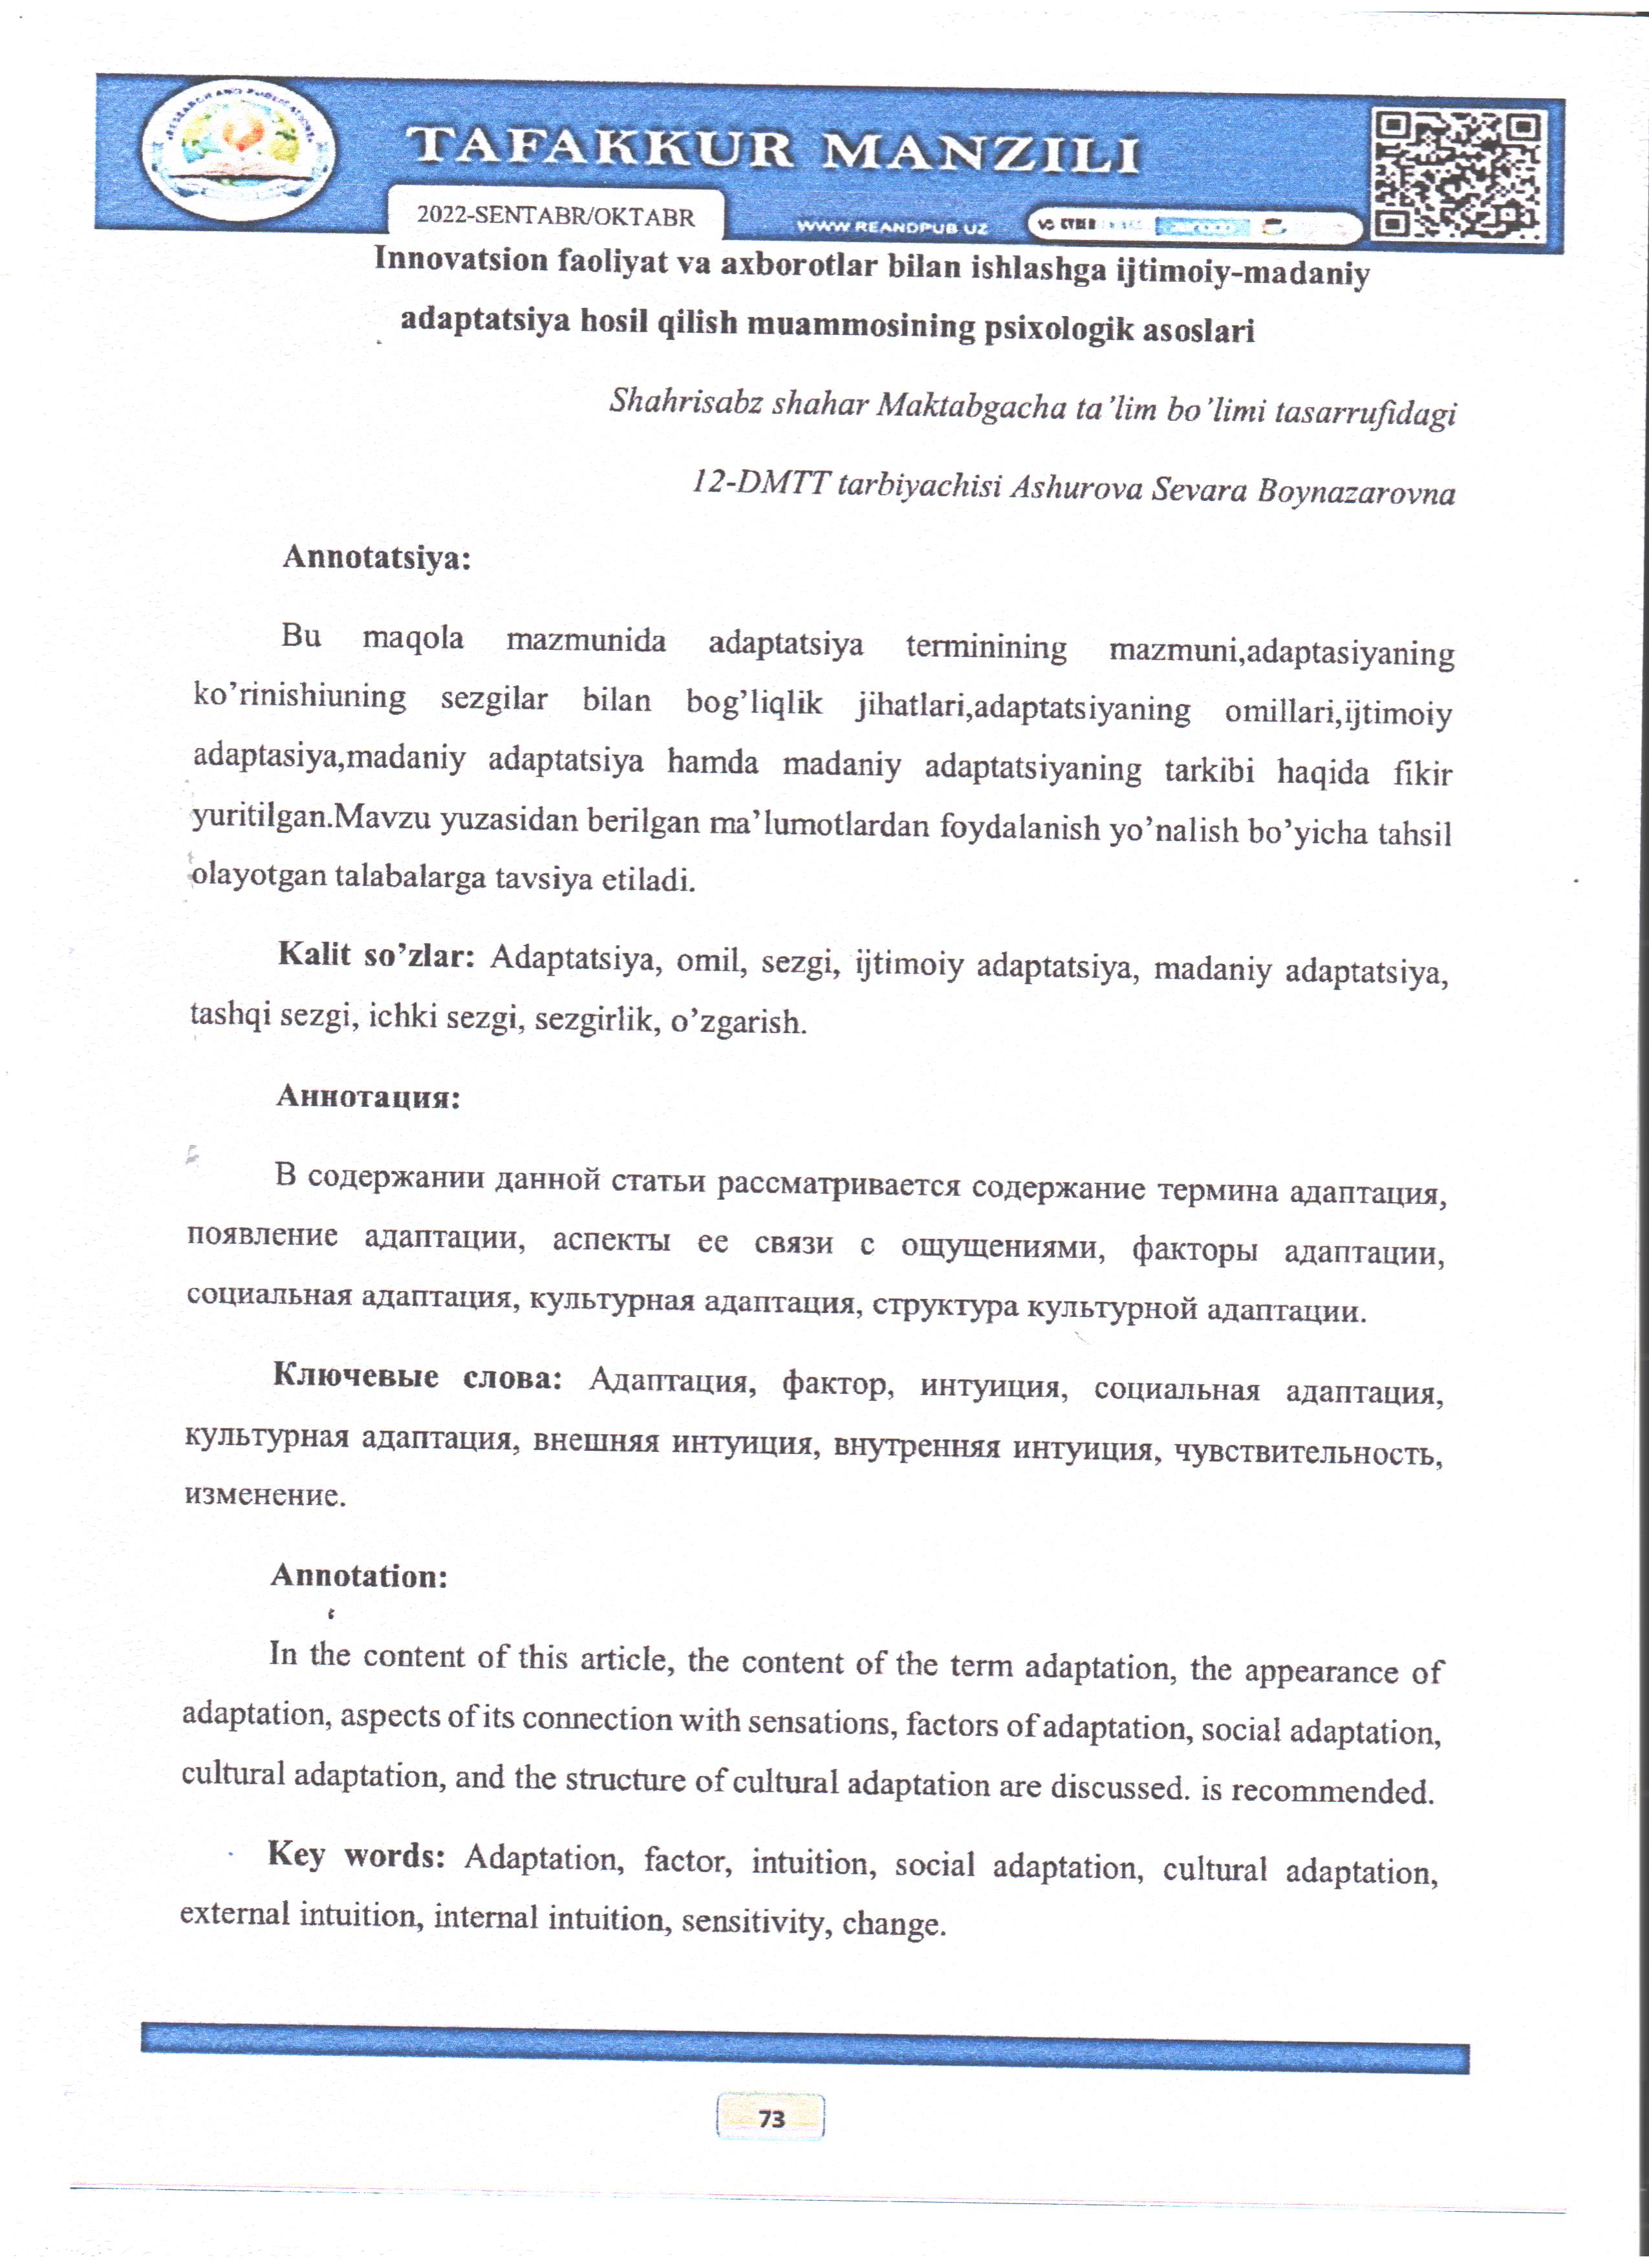 RESEARCH AND PUBLICATIONS
TAFAKKUR MANZILI
2022-SENTABR/OKTABR
WWW.REANDPUB.UZ
Innovatsion faoliyat va axborotlar bilan ishlashga ijtimoiy-madaniy
adaptatsiya hosil qilish muammosining psixologik asoslari
Shahrisabz shahar Maktabgacha ta’lim bo’limi tasarrufidagi
12-DMTT tarbiyachisi Ashurova Sevara Boynazarovna
Annotatsiya:
Bu maqola mazmunida adaptatsiya terminining mazmuni,adaptasiyaning
ko’rinishiuning sezgilar bilan bog’liqlik jihatlari,adaptatsiyaning omillari,ijtimoiy
adaptasiya,madaniy adaptatsiya hamda madaniy adaptatsiyaning tarkibi haqida fikir
yuritilgan.Mavzu yuzasidan berilgan ma’lumotlardan foydalanish yo’nalish bo’yicha tahsil
olayotgan talabalarga tavsiya etiladi.
Kalit so’zlar: Adaptatsiya, omil, sezgi, ijtimoiy adaptatsiya, madaniy adaptatsiya,
tashqi sezgi, ichki sezgi, sezgirlik, o’zgarish.
Аннотация:
В содержании данной статьи рассматривается содержание термина адаптация,
появление адаптации, аспекты ее связи с ощущениями, факторы адаптации,
социальная адаптация, культурная адаптация, структура культурной адаптации.
Ключевые слова: Адаптация, фактор, интуиция, социальная адаптация,
культурная адаптация, внешняя интуиция, внутренняя интуиция, чувствительность,
изменение.
Annotation:
In the content of this article, the content of the term adaptation, the appearance of
adaptation, aspects of its connection with sensations, factors of adaptation, social adaptation,
cultural adaptation, and the structure of cultural adaptation are discussed. is recommended.
Key words: Adaptation, factor, intuition, social adaptation, cultural adaptation,
external intuition, internal intuition, sensitivity, change.
73